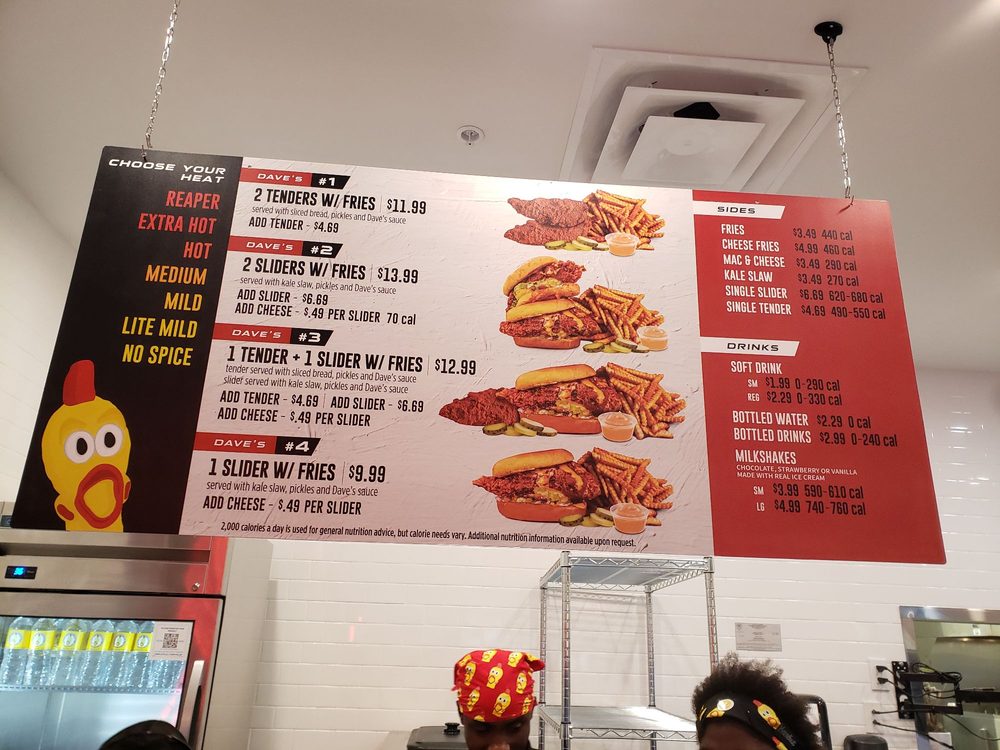 CHOOSE YOUR
HEAT
REAPER
EXTRA HOT
HOT
MEDIUM
MILD
LITE MILD
NO SPICE
DAVE'S #1
2 TENDERS W/ FRIES | $11.99
served with sliced bread, pickles and Dave's sauce
ADD TENDER - $4.69
DAVE'S #2
2 SLIDERS W/ FRIES | $13.99
served with kale slaw, pickles and Dave's sauce
ADD SLIDER - $6.69
ADD CHEESE - $.49 PER SLIDER 70 cal
DAVE'S #3
1 TENDER + 1 SLIDER W/ FRIES | $12.99
tender served with sliced bread, pickles and Dave's sauce
slider served with kale slaw, pickles and Dave's sauce
ADD TENDER - $4.69 | ADD SLIDER - $6.69
ADD CHEESE - $.49 PER SLIDER
DAVE'S #4
1 SLIDER W/ FRIES | $9.99
served with kale slaw, pickles and Dave's sauce
ADD CHEESE - $.49 PER SLIDER
2,000 calories a day is used for general nutrition advice, but calorie needs vary. Additional nutrition information available upon request.
SIDES
FRIES $3.49 440 cal
CHEESE FRIES $4.99 460 cal
MAC & CHEESE $3.49 290 cal
KALE SLAW $3.49 270 cal
SINGLE SLIDER $6.69 620-680 cal
SINGLE TENDER $4.69 490-550 cal
DRINKS
SOFT DRINK
SM $1.99 0-290 cal
REG $2.29 0-330 cal
BOTTLED WATER $2.29 0 cal
BOTTLED DRINKS $2.99 0-240 cal
MILKSHAKES
CHOCOLATE, STRAWBERRY OR VANILLA
MADE WITH REAL ICE CREAM
SM $3.99 590-610 cal
LG $4.99 740-760 cal